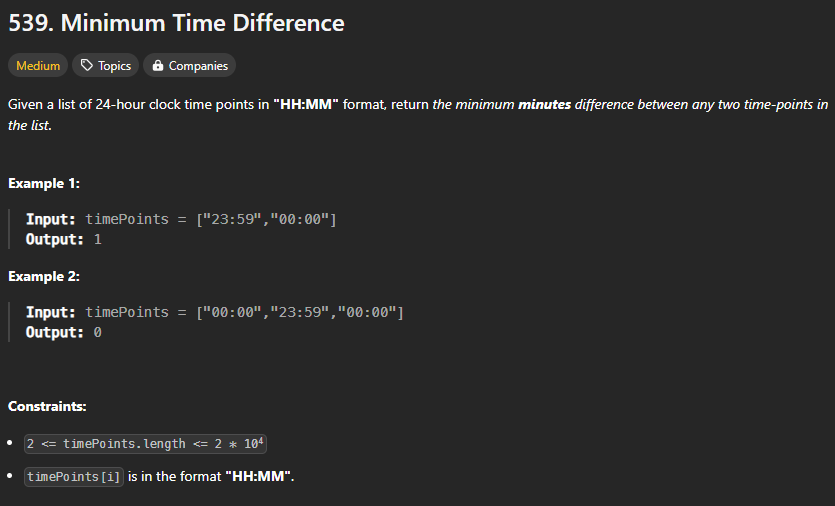 539. Minimum Time Difference
Medium Topics Companies
Given a list of 24-hour clock time points in "HH:MM" format, return the minimum minutes difference between any two time-points in
the list.
Example 1:
Input: timePoints = ["23:59","00:00"]
Output: 1
Example 2:
Input: timePoints = ["00:00","23:59","00:00"]
Output: 0
Constraints:
• 2 <= timePoints.length <= 2 * 10⁴
• timePoints[i] is in the format "HH:MM".